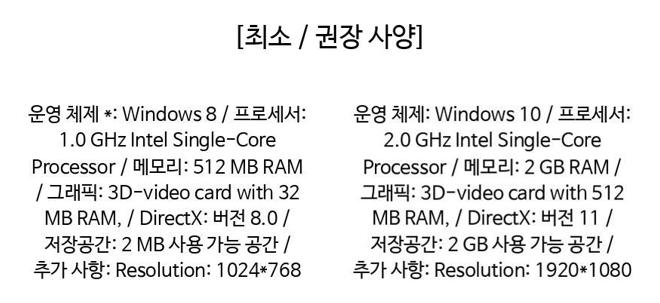 [최소 / 권장 사양]
운영 체제 *: Windows 8 / 프로세서:
1.0 GHz Intel Single-Core
Processor / 메모리: 512 MB RAM
/ 그래픽: 3D-video card with 32
MB RAM, / DirectX: 버전 8.0 /
저장공간: 2 MB 사용 가능 공간 /
추가 사항: Resolution: 1024*768
운영 체제: Windows 10 / 프로세서:
2.0 GHz Intel Single-Core
Processor / 메모리: 2 GB RAM /
그래픽: 3D-video card with 512
MB RAM, / DirectX: 버전 11 /
저장공간: 2 GB 사용 가능 공간 /
추가 사항: Resolution: 1920*1080